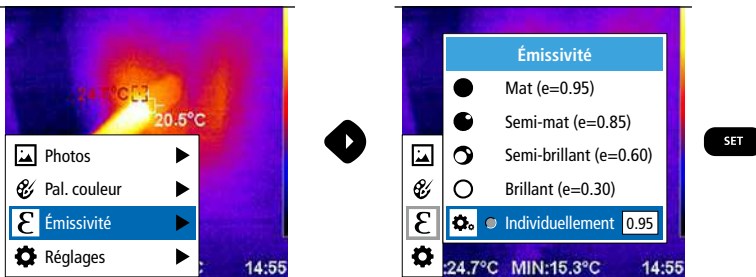 20.5°C
Photos
Pal. couleur
Émissivité
Réglages
14:55
Émissivité
Mat (e=0.95)
Semi-mat (e=0.85)
Semi-brillant (e=0.60)
Brillant (e=0.30)
Individuellement 0.95
:24.7°C MIN:15.3°C 14:55
SET